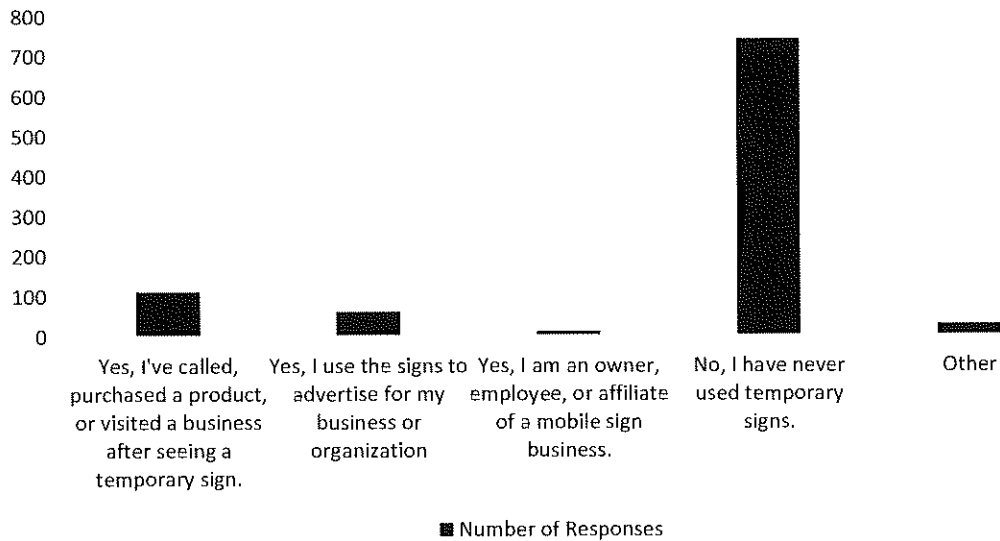 800
700
600
500
400
300
200
100
0
Yes, I've called,
purchased a product,
or visited a business
after seeing a
temporary sign.
Yes, I use the signs to
advertise for my
business or
organization
Yes, I am an owner,
employee, or affiliate
of a mobile sign
business.
No, I have never
used temporary
signs.
Other
Number of Responses